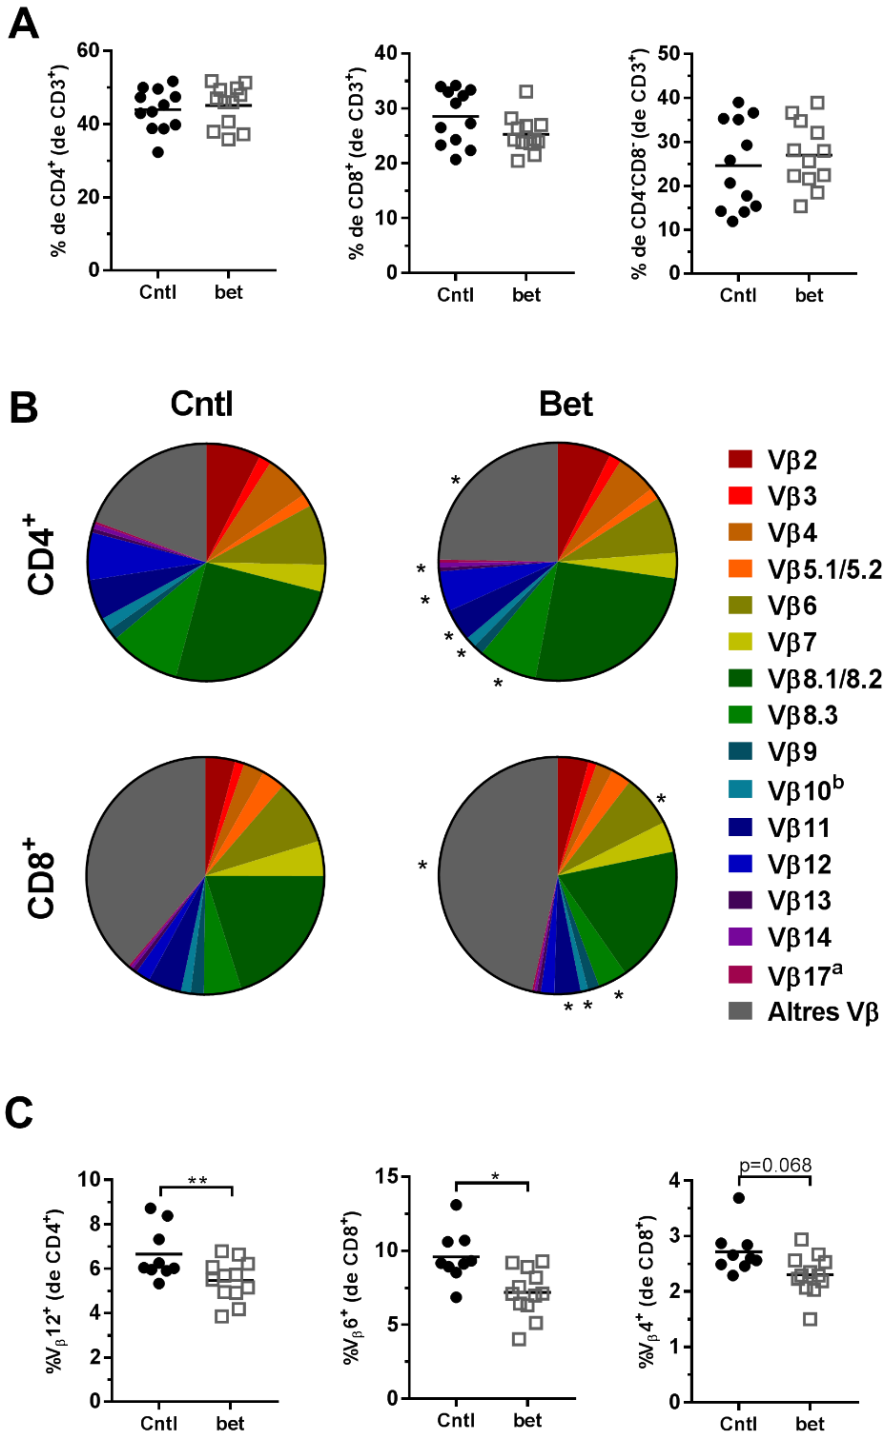 A
% de CD4⁺ (de CD3⁺)
60
40
20
0
Cntl bet
% de CD8⁺ (de CD3⁺)
40
30
20
10
0
Cntl bet
% de CD4⁻CD8⁻ (de CD3⁺)
50
40
30
20
10
0
Cntl bet
B
Cntl Bet
CD4⁺
*
*
*
*
*
*
CD8⁺
*
*
* * *
Vβ2
Vβ3
Vβ4
Vβ5.1/5.2
Vβ6
Vβ7
Vβ8.1/8.2
Vβ8.3
Vβ9
Vβ10ᵇ
Vβ11
Vβ12
Vβ13
Vβ14
Vβ17ᵃ
Altres Vβ
C
%Vᵦ12⁺ (de CD4⁺)
10
8
6
4
2
0
**
Cntl bet
%Vᵦ6⁺ (de CD8⁺)
15
10
5
0
*
Cntl bet
%Vᵦ4⁺ (de CD8⁺)
4
3
2
1
0
p=0.068
Cntl bet